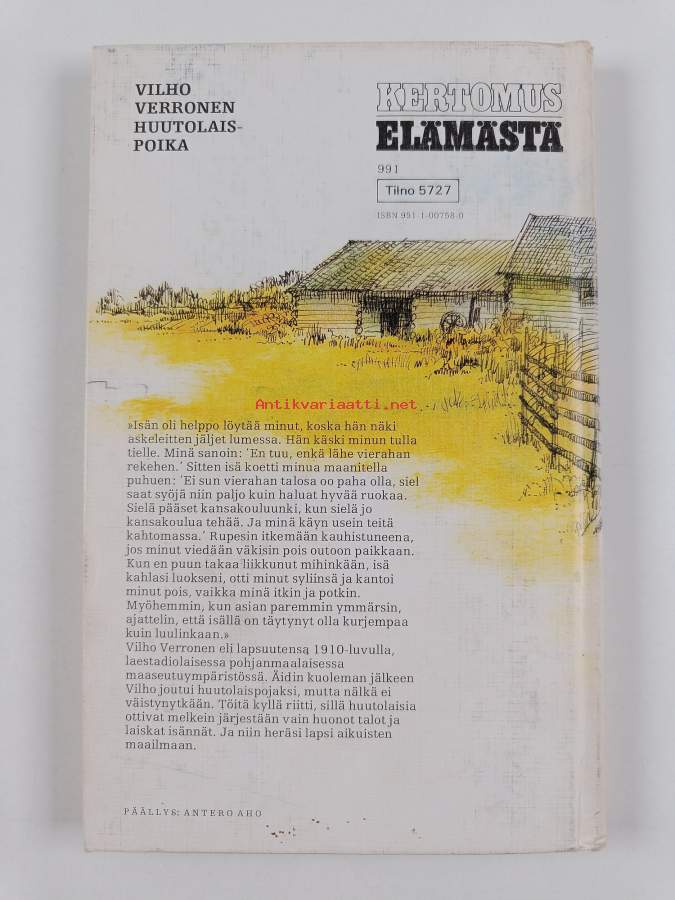 VILHO
VERRONEN
HUUTOLAIS-
POIKA
KERTOMUS
ELÄMÄSTÄ
991
Tilno 5727
ISBN 951-1-00758-0
Antikvariaatti.net
»Isän oli helppo löytää minut, koska hän näki
askeleitten jäljet lumessa. Hän käski minun tulla
tielle. Minä sanoin: ’En tuu, enkä lähe vierahan
rekehen.’ Sitten isä koetti minua maanitella
puhuen: ’Ei sun vierahan talosa oo paha olla, siel
saat syöjä niin paljo kuin haluat hyvää ruokaa.
Sielä pääset kansakouluunki, kun sielä jo
kansakoulua tehää. Ja minä käyn usein teitä
kahtomassa.’ Rupesin itkemään kauhistuneena,
jos minut viedään väkisin pois outoon paikkaan.
Kun en puun takaa liikkunut mihinkään, isä
kahlasi luokseni, otti minut syliinsä ja kantoi
minut pois, vaikka minä itkin ja potkin.
Myöhemmin, kun asian paremmin ymmärsin,
ajattelin, että isällä on täytynyt olla kurjempaa
kuin luulinkaan.»
Vilho Verronen eli lapsuutensa 1910-luvulla,
laestadiolaisessa pohjanmaalaisessa
maaseutuympäristössä. Äidin kuoleman jälkeen
Vilho joutui huutolaispojaksi, mutta nälkä ei
väistynytkään. Töitä kyllä riitti, sillä huutolaisia
ottivat melkein järjestään vain huonot talot ja
laiskat isännät. Ja niin heräsi lapsi aikuisten
maailmaan.
PÄÄLLYS: ANTERO AHO